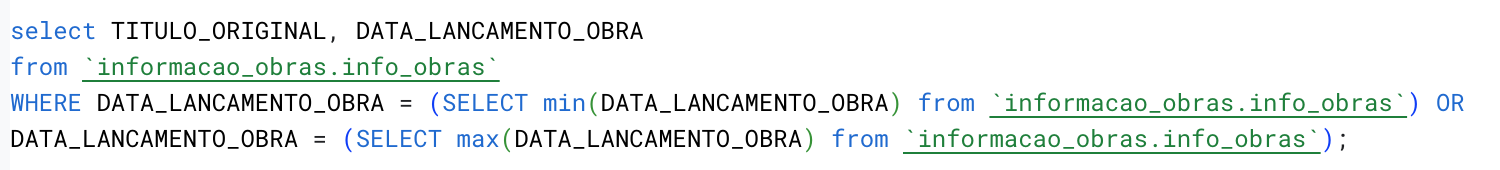 select TITULO_ORIGINAL, DATA_LANCAMENTO_OBRA
from `informacao_obras.info_obras`
WHERE DATA_LANCAMENTO_OBRA = (SELECT min(DATA_LANCAMENTO_OBRA) from `informacao_obras.info_obras`) OR
DATA_LANCAMENTO_OBRA = (SELECT max(DATA_LANCAMENTO_OBRA) from `informacao_obras.info_obras`);